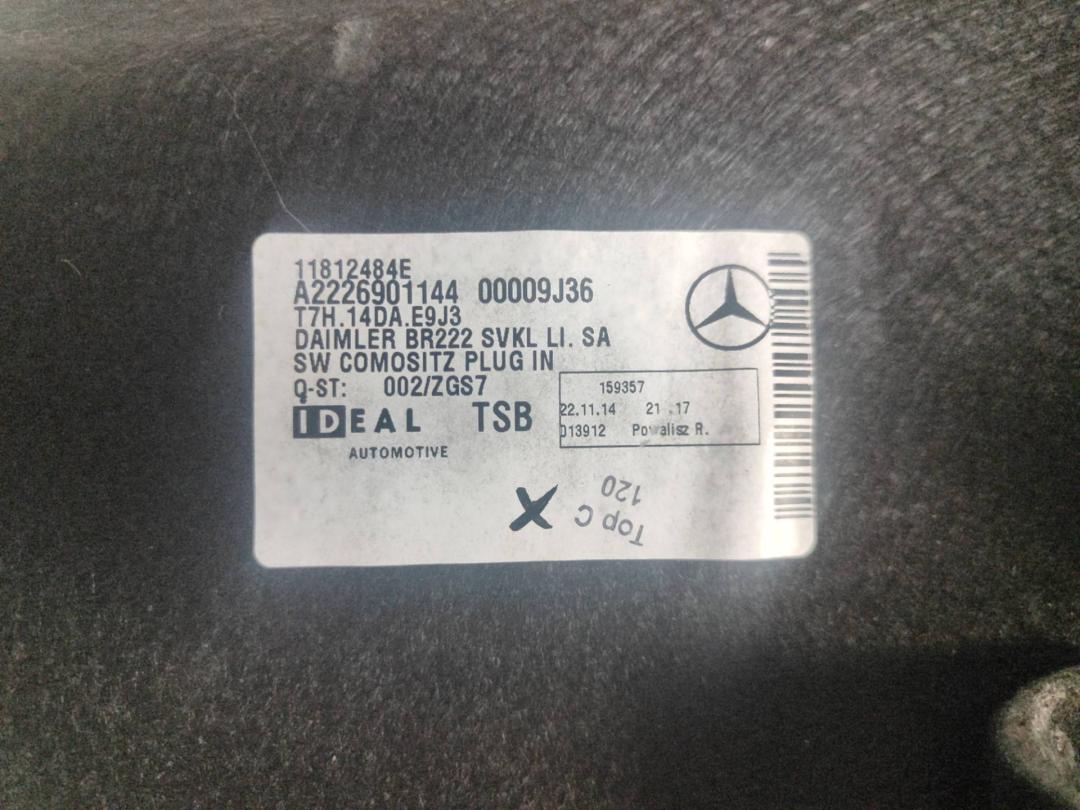 11812484E
A2226901144 00009J36
T7H.14DA.E9J3
DAIMLER BR222 SVKL LI. SA
SW COMOSITZ PLUG IN
Q-ST: 002/ZGS7
IDEAL TSB
AUTOMOTIVE
159357
22.11.14 21 .17
013912 Powalisz R.
Top C
120
X